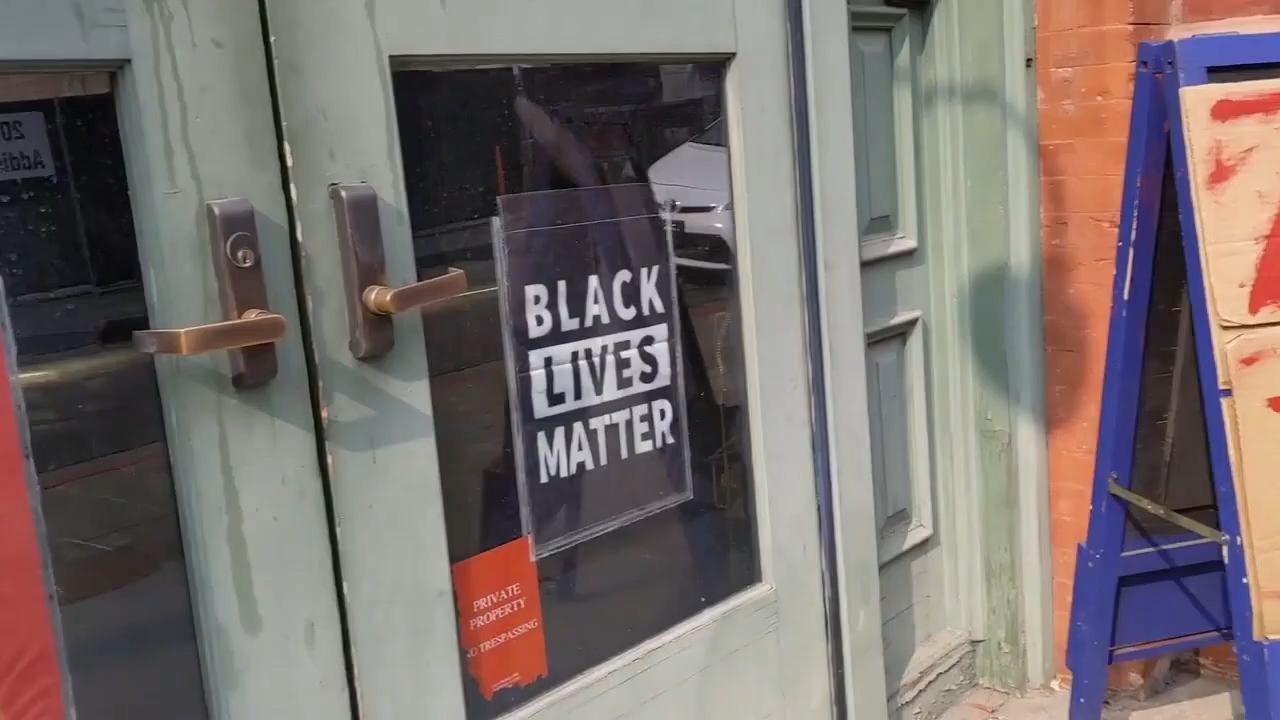 BLACK
LIVES
MATTER
PRIVATE
PROPERTY
NO TRESPASSING